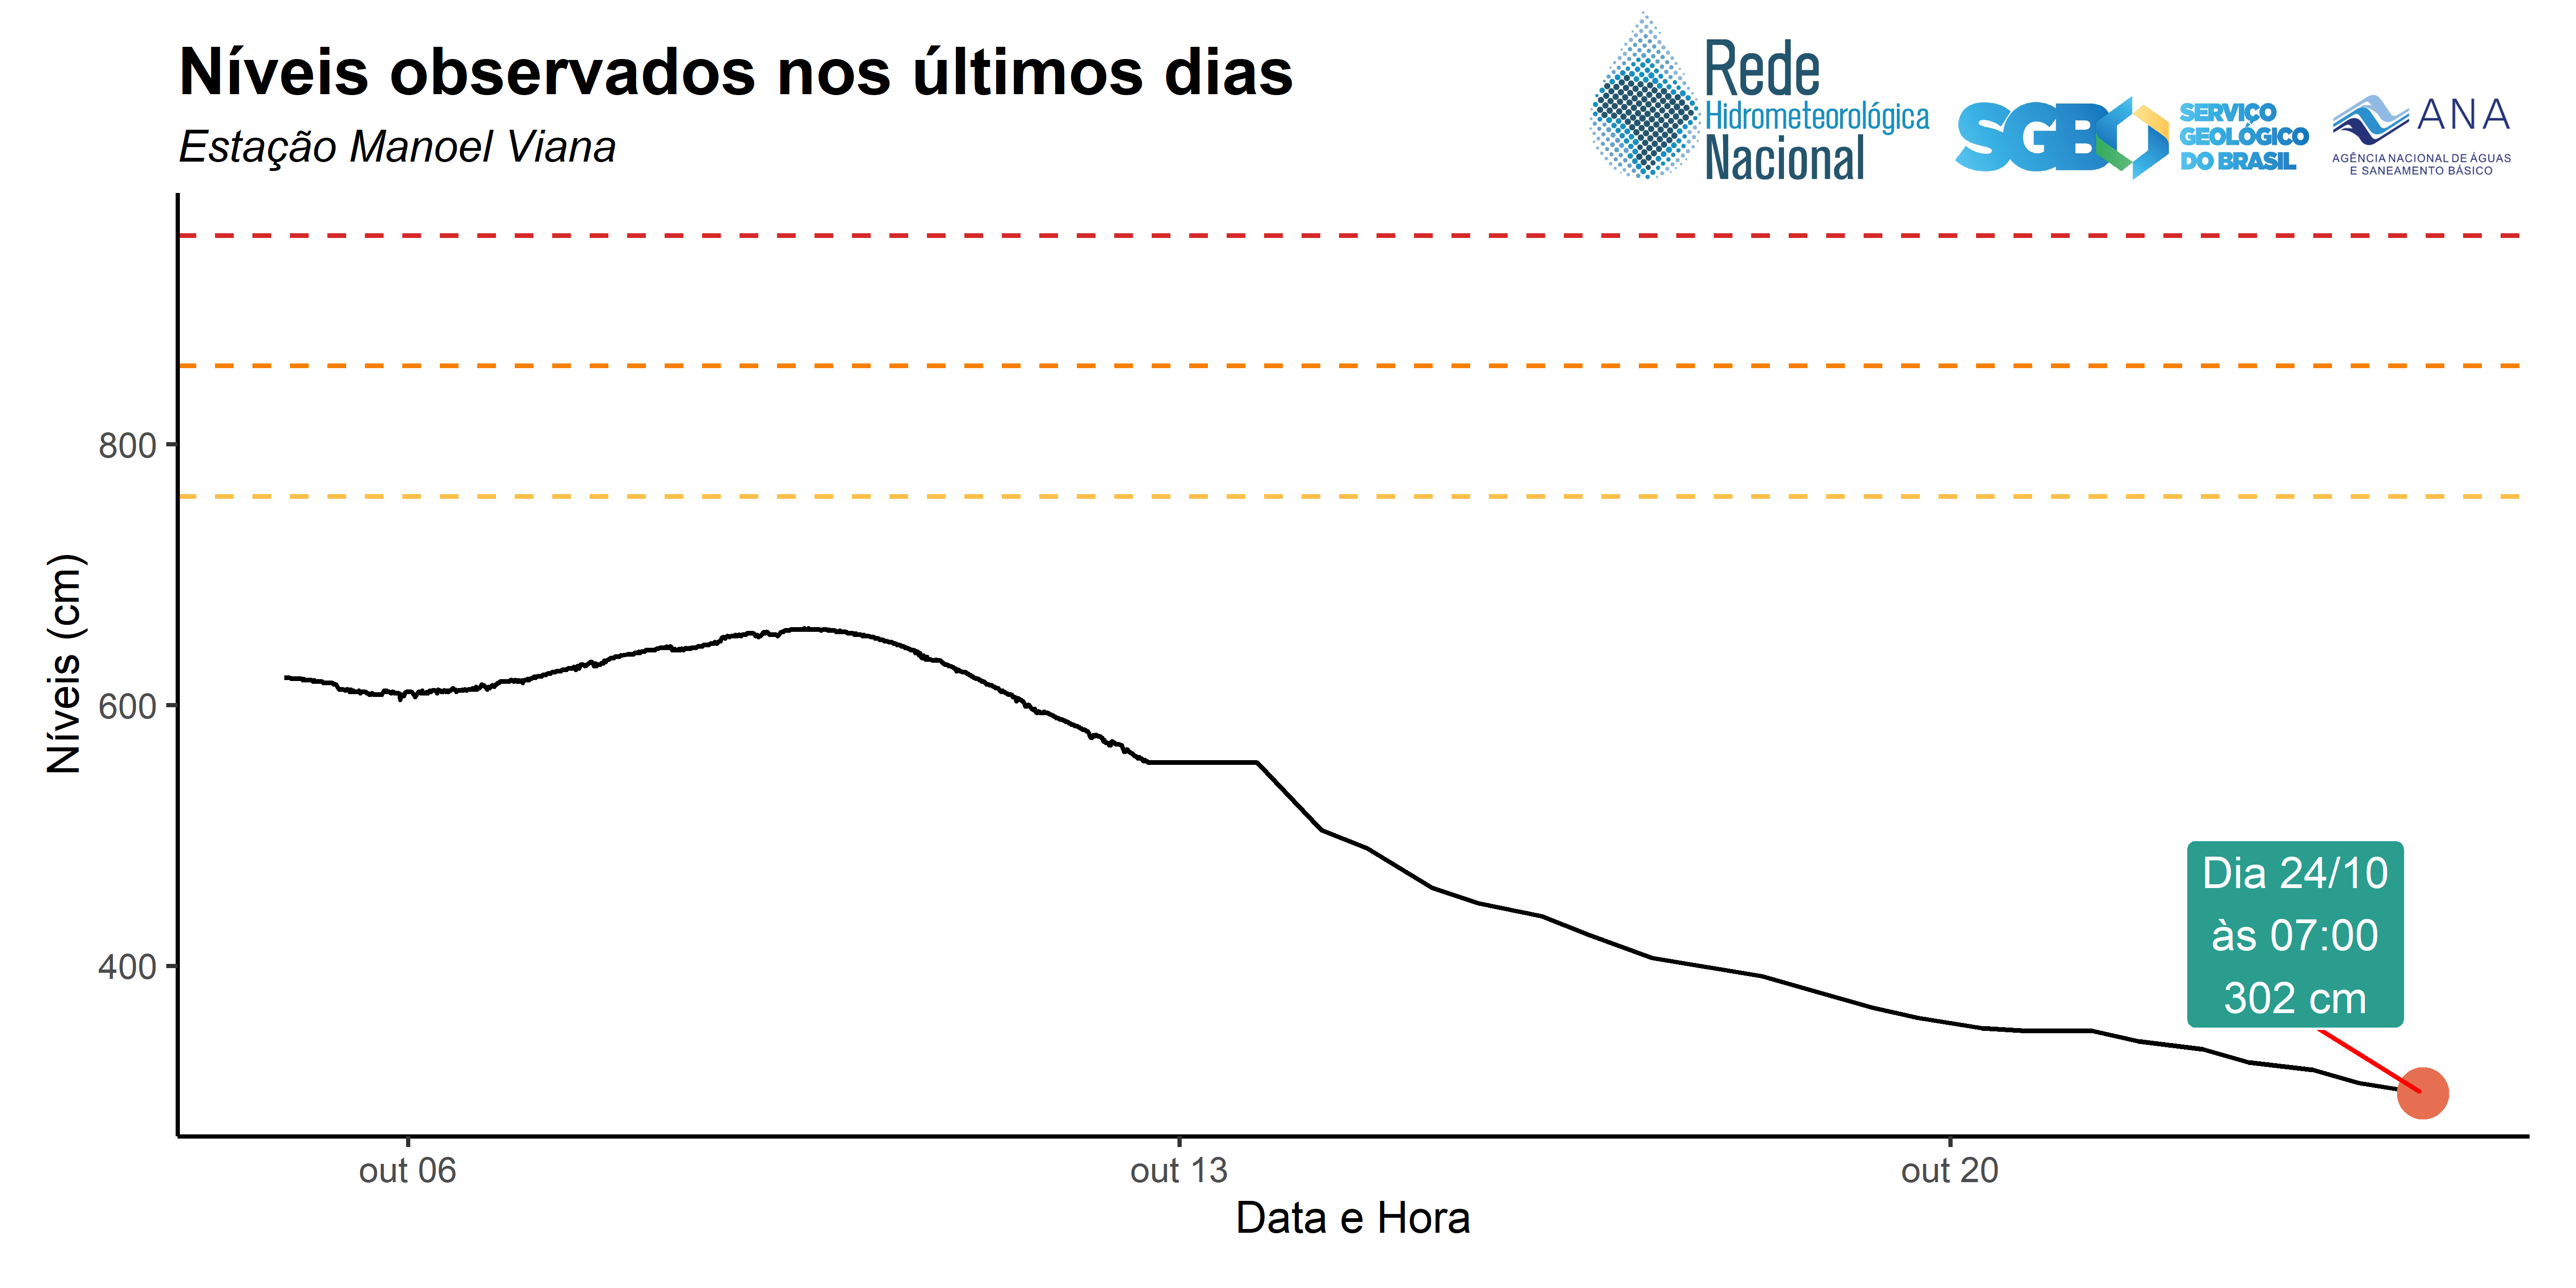 Níveis observados nos últimos dias
Estação Manoel Viana
Rede
Hidrometeorológica
Nacional
SGB
SERVIÇO
GEOLÓGICO
DO BRASIL
ANA
AGÊNCIA NACIONAL DE ÁGUAS
E SANEAMENTO BÁSICO
Níveis (cm)
800
600
400
Dia 24/10
às 07:00
302 cm
out 06
out 13
out 20
Data e Hora